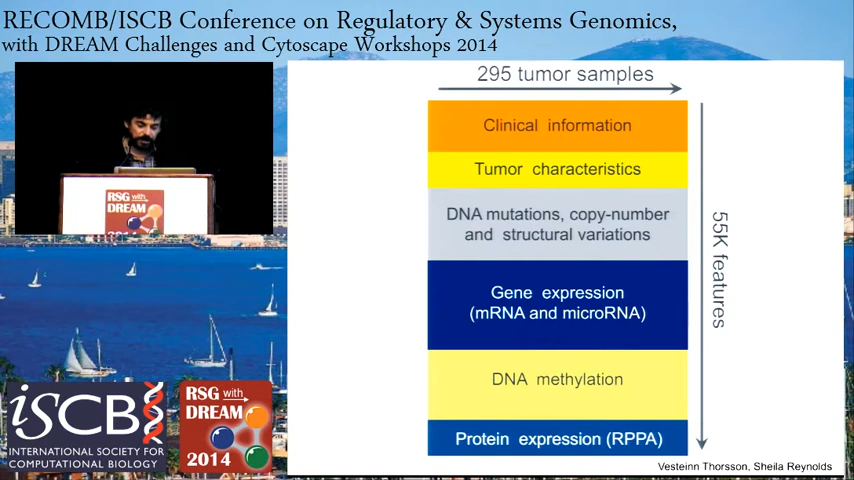 RECOMB/ISCB Conference on Regulatory & Systems Genomics,
with DREAM Challenges and Cytoscape Workshops 2014
295 tumor samples
Clinical information
Tumor characteristics
DNA mutations, copy-number
and structural variations
Gene expression
(mRNA and microRNA)
DNA methylation
Protein expression (RPPA)
55K features
Vesteinn Thorsson, Sheila Reynolds
RSG with
DREAM
2014
iSCB
INTERNATIONAL SOCIETY FOR
COMPUTATIONAL BIOLOGY
RSG with
DREAM
2014